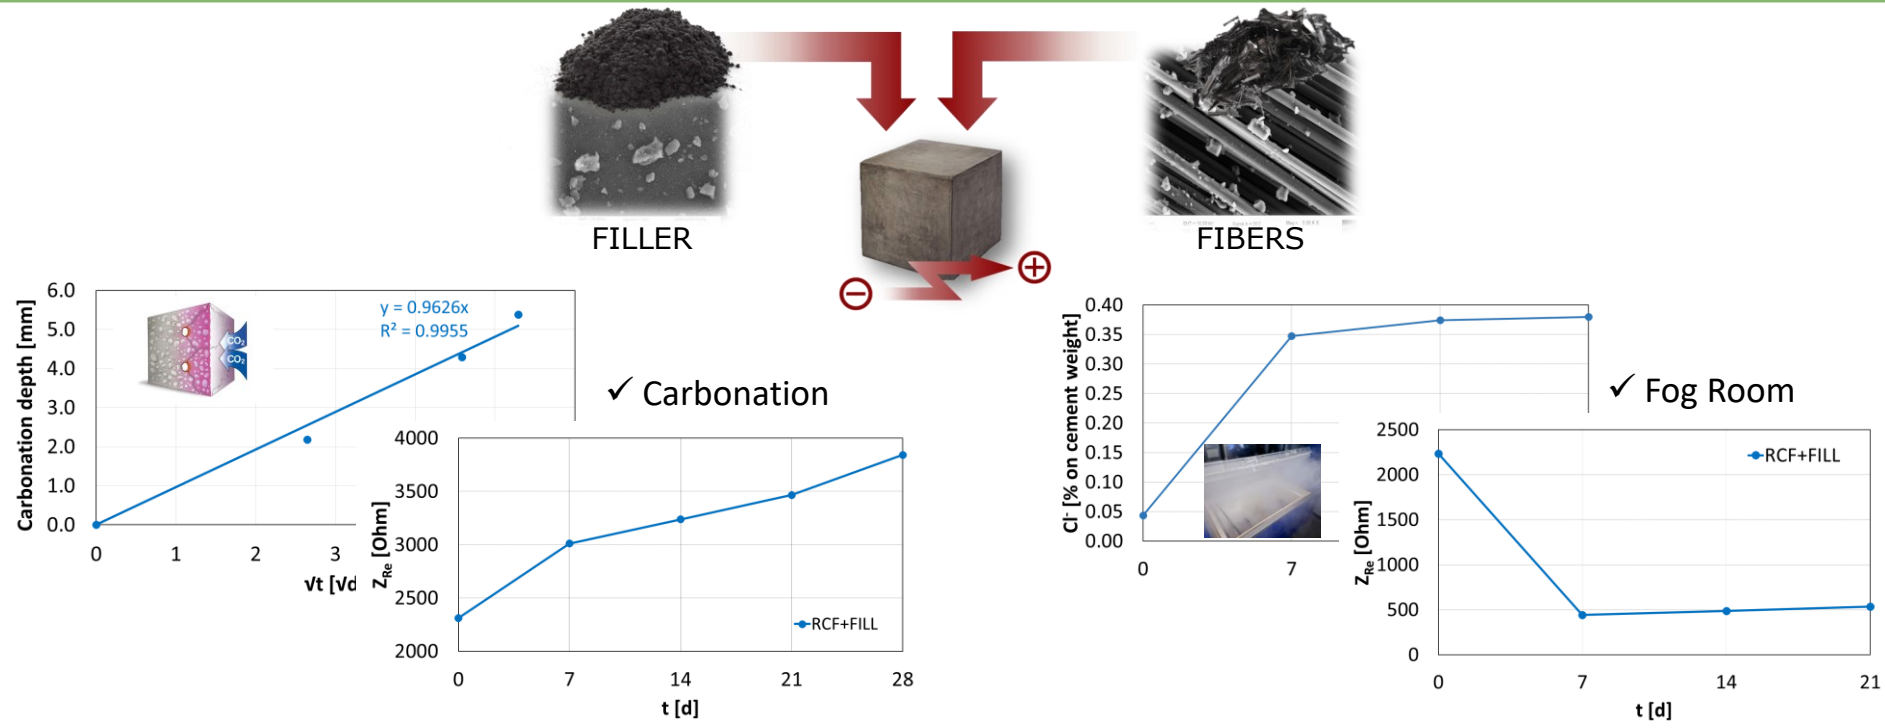 FILLER
FIBERS
−
+
6.0
5.0
4.0
3.0
2.0
1.0
0.0
Carbonation depth [mm]
y = 0.9626x
R² = 0.9955
CO₂
CO₂
0 1 2 3
√t [√d
✓ Carbonation
4000
3500
3000
2500
2000
Z_Re [Ohm]
RCF+FILL
0 7 14 21 28
t [d]
0.40
0.35
0.30
0.25
0.20
0.15
0.10
0.05
0.00
Cl⁻ [% on cement weight]
0 7
✓ Fog Room
2500
2000
1500
1000
500
0
Z_Re [Ohm]
RCF+FILL
0 7 14 21
t [d]